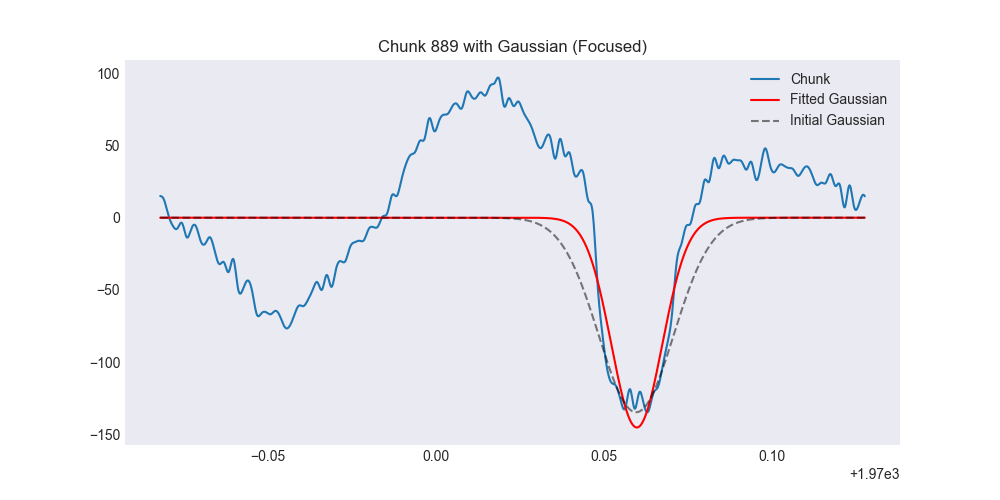 Chunk 889 with Gaussian (Focused)
Chunk
Fitted Gaussian
Initial Gaussian
100
50
0
−50
−100
−150
−0.05 0.00 0.05 0.10
+1.97e3